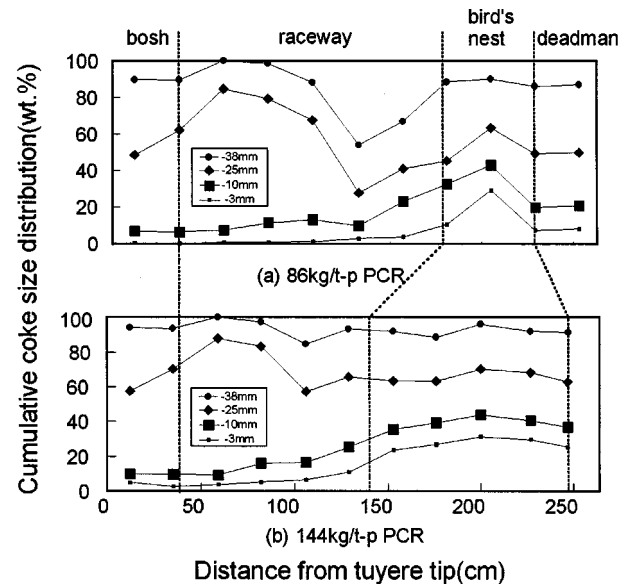 bosh
raceway
bird's
nest
deadman
Cumulative coke size distribution(wt.%)
100
80
60
40
20
0
-38mm
-25mm
-10mm
-3mm
(a) 86kg/t-p PCR
100
80
60
40
20
0
-38mm
-25mm
-10mm
-3mm
0 50 100 150 200 250
(b) 144kg/t-p PCR
Distance from tuyere tip(cm)